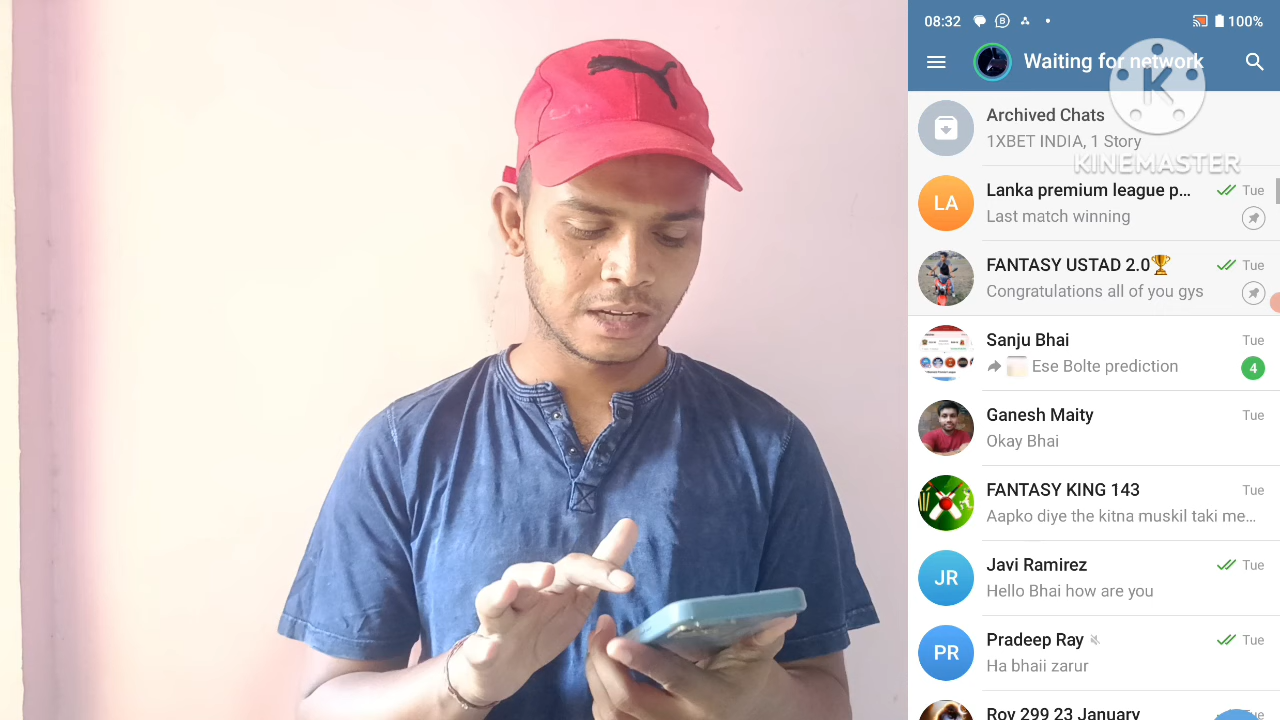 08:32
100%
Waiting for network
K
KINEMASTER
Archived Chats
1XBET INDIA, 1 Story
LA
Lanka premium league p...
Tue
Last match winning
FANTASY USTAD 2.0🏆
Tue
Congratulations all of you gys
Sanju Bhai
Tue
Ese Bolte prediction
4
Ganesh Maity
Tue
Okay Bhai
FANTASY KING 143
Tue
Aapko diye the kitna muskil taki me...
JR
Javi Ramirez
Tue
Hello Bhai how are you
PR
Pradeep Ray
Tue
Ha bhaii zarur
Roy 299 23 January